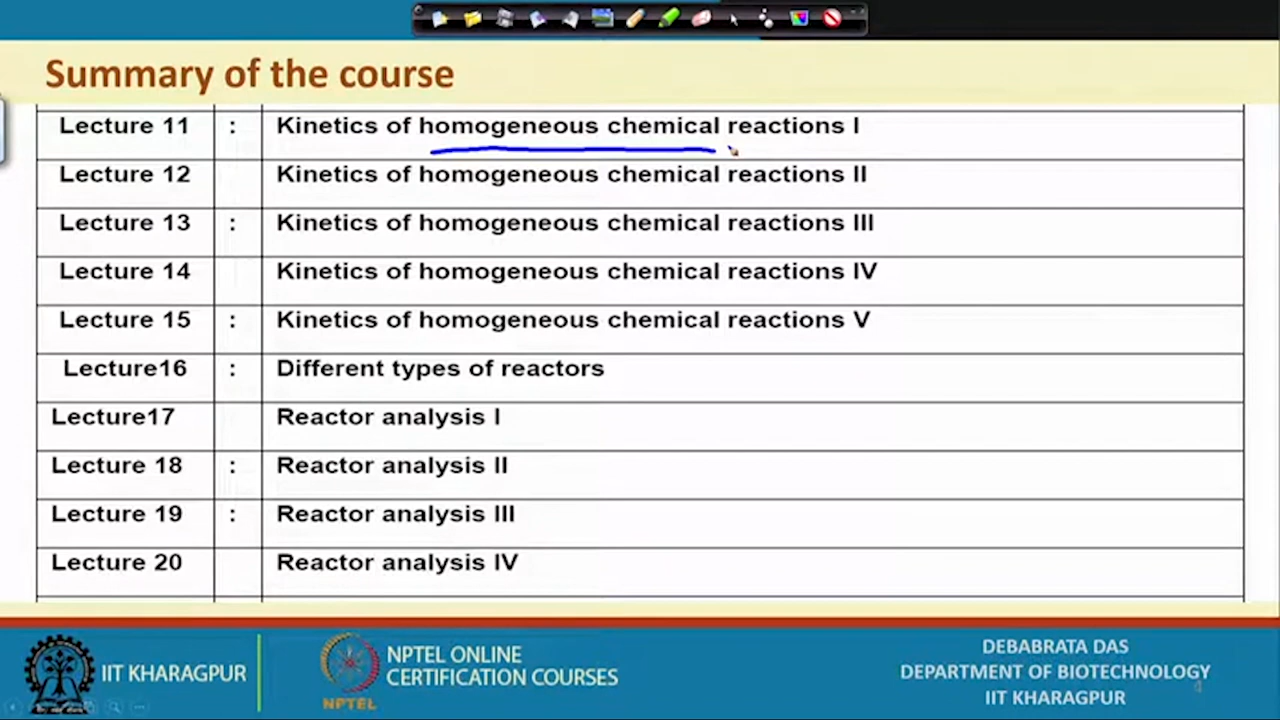 Summary of the course
Lecture 11 : Kinetics of homogeneous chemical reactions I
Lecture 12 Kinetics of homogeneous chemical reactions II
Lecture 13 : Kinetics of homogeneous chemical reactions III
Lecture 14 Kinetics of homogeneous chemical reactions IV
Lecture 15 : Kinetics of homogeneous chemical reactions V
Lecture16 : Different types of reactors
Lecture17 Reactor analysis I
Lecture 18 : Reactor analysis II
Lecture 19 : Reactor analysis III
Lecture 20 Reactor analysis IV
IIT KHARAGPUR
NPTEL
NPTEL ONLINE
CERTIFICATION COURSES
DEBABRATA DAS
DEPARTMENT OF BIOTECHNOLOGY
IIT KHARAGPUR
4